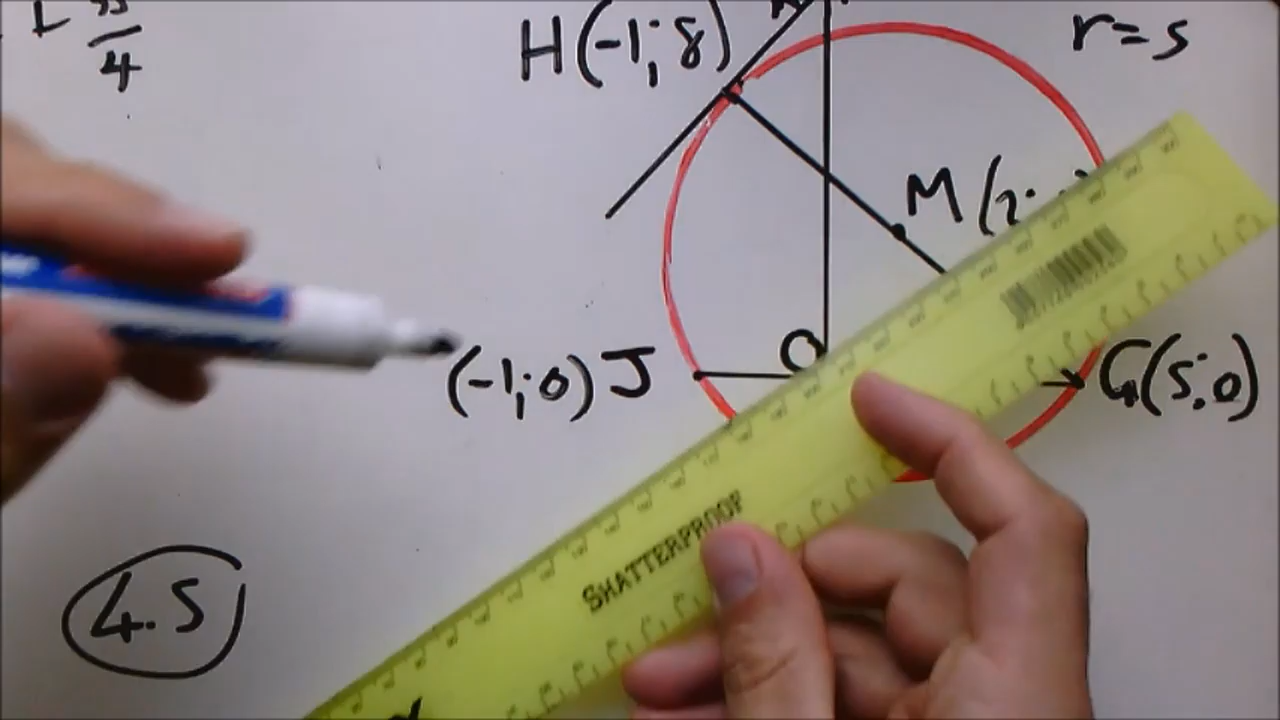 4
H(-1;8)
r=5
M(2;
O
(-1;0) J
G(5;0)
SHATTERPROOF
4.5